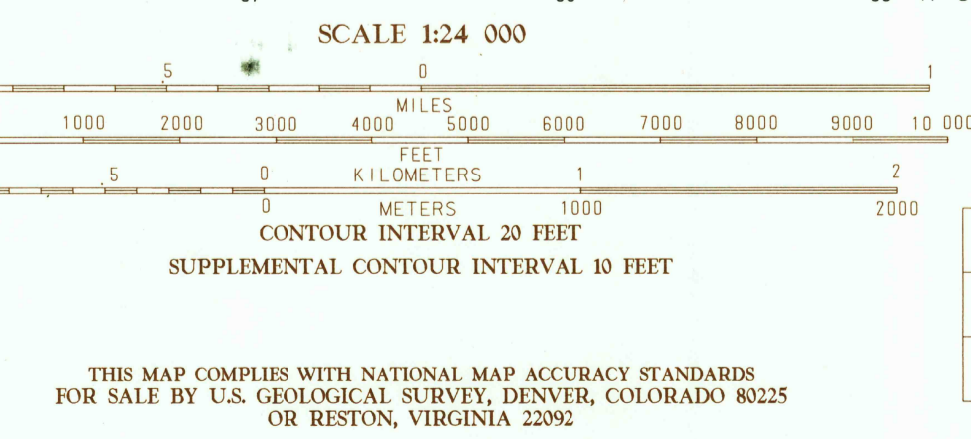 SCALE 1:24 000
.5 0 1
MILES
1000 2000 3000 4000 5000 6000 7000 8000 9000 10 000
FEET
.5 0 KILOMETERS 1 2
0 METERS 1000 2000
CONTOUR INTERVAL 20 FEET
SUPPLEMENTAL CONTOUR INTERVAL 10 FEET
THIS MAP COMPLIES WITH NATIONAL MAP ACCURACY STANDARDS
FOR SALE BY U.S. GEOLOGICAL SURVEY, DENVER, COLORADO 80225
OR RESTON, VIRGINIA 22092